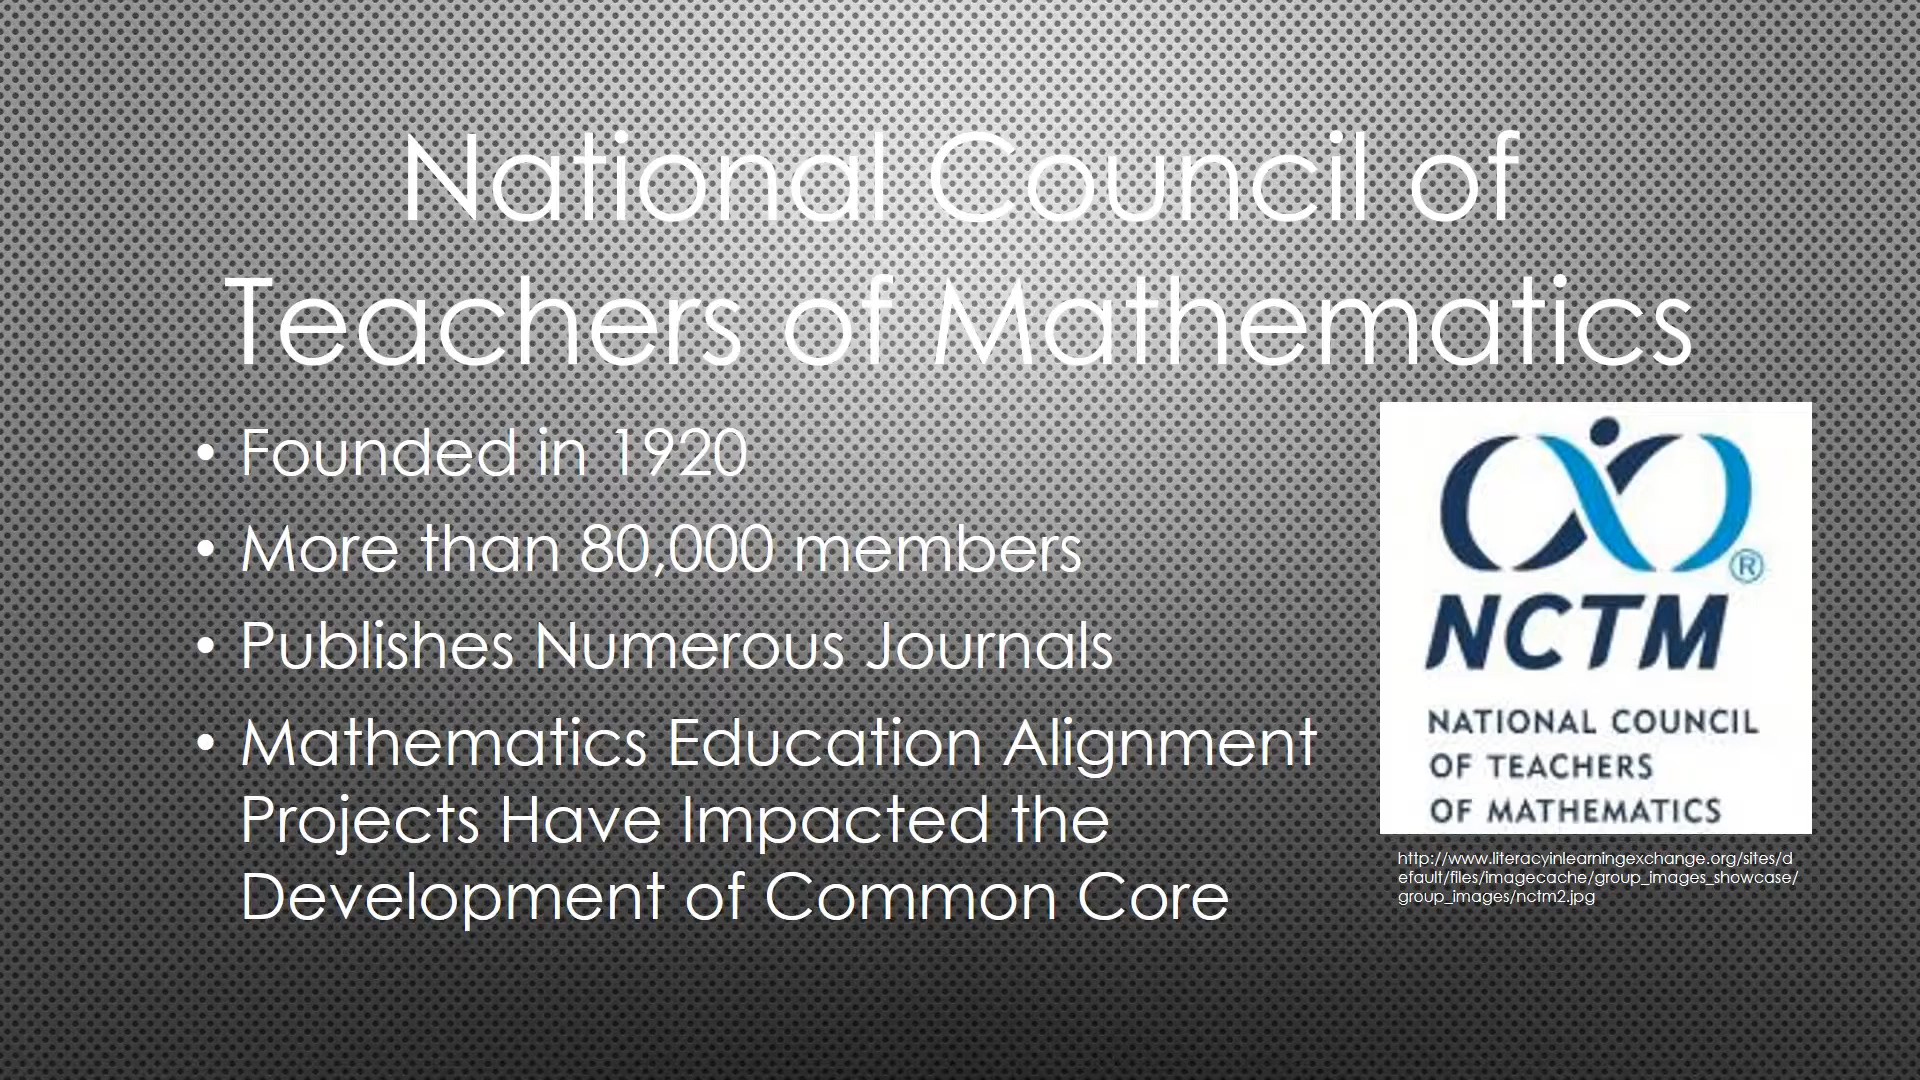 National Council of
Teachers of Mathematics
• Founded in 1920
• More than 80,000 members
• Publishes Numerous Journals
• Mathematics Education Alignment
Projects Have Impacted the
Development of Common Core
®
NCTM
NATIONAL COUNCIL
OF TEACHERS
OF MATHEMATICS
http://www.literacyinlearningexchange.org/sites/d
efault/files/imagecache/group_images_showcase/
group_images/nctm2.jpg